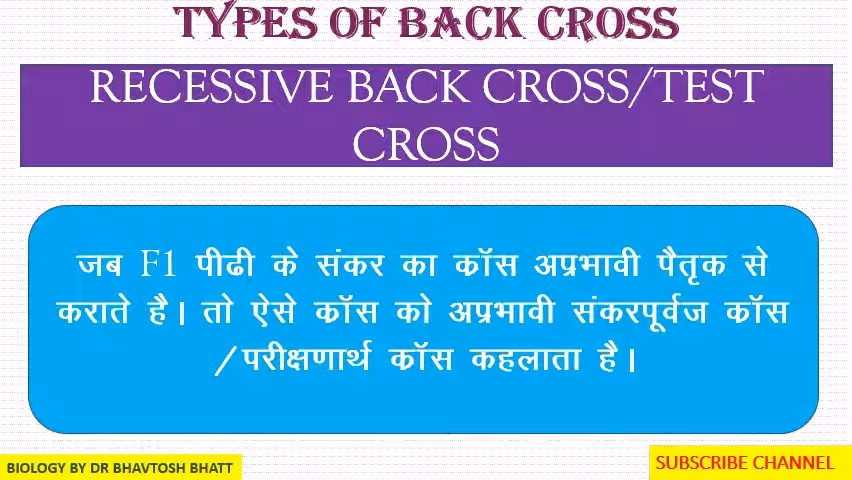 TYPES OF BACK CROSS
RECESSIVE BACK CROSS/TEST
CROSS
जब F1 पीढी के संकर का कॉस अप्रभावी पैतृक से
कराते है। तो ऐसे कॉस को अप्रभावी संकरपूर्वज कॉस
/परीक्षणार्थ कॉस कहलाता है।
BIOLOGY BY DR BHAVTOSH BHATT
SUBSCRIBE CHANNEL